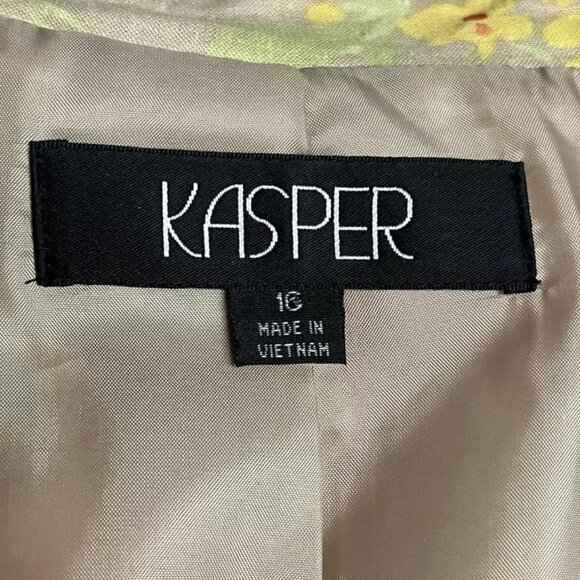 KASPER
16
MADE IN
VIETNAM